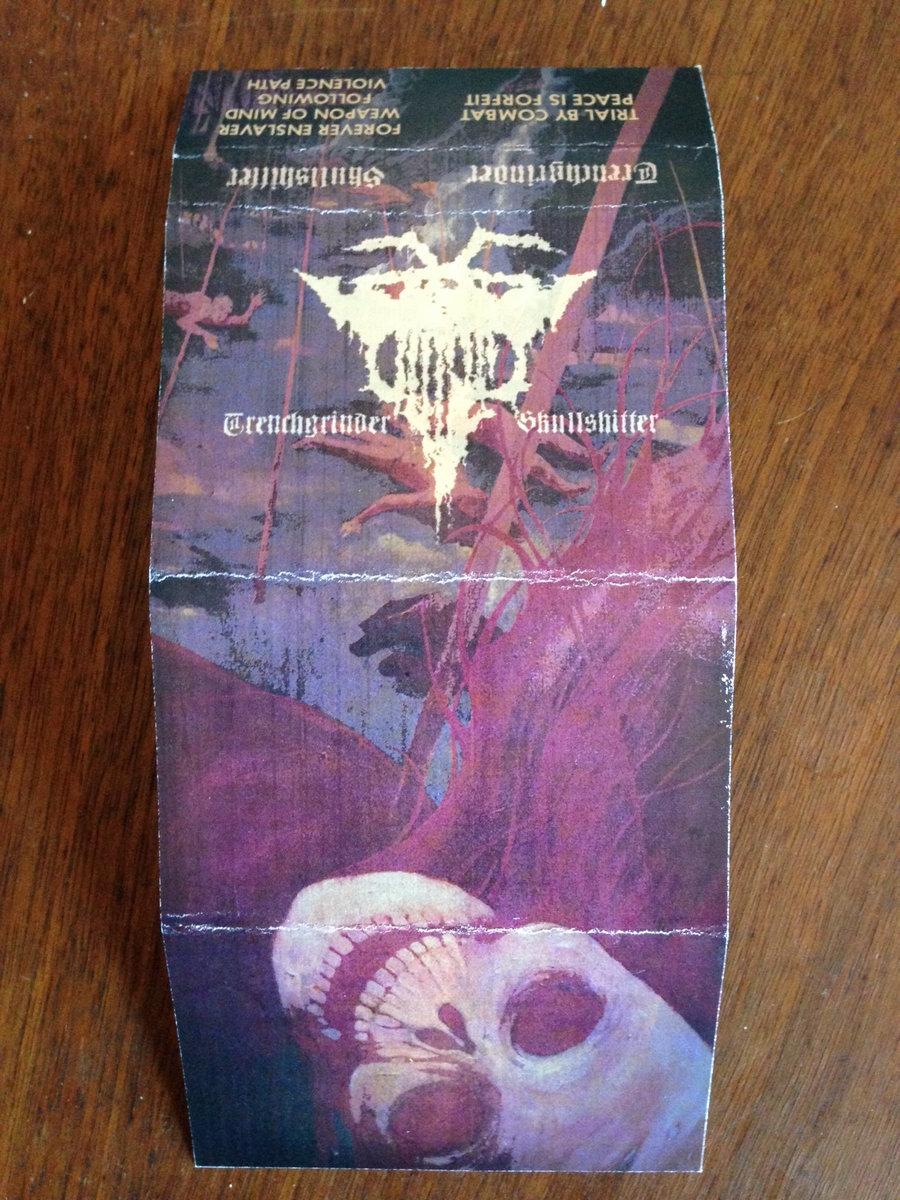 Trenchgrinder
Skullshitter
TRIAL BY COMBAT
PEACE IS FORFEIT
FOREVER ENSLAVER
WEAPON OF MIND
FOLLOWING
VIOLENCE PATH
Trenchgrinder
Skullshitter